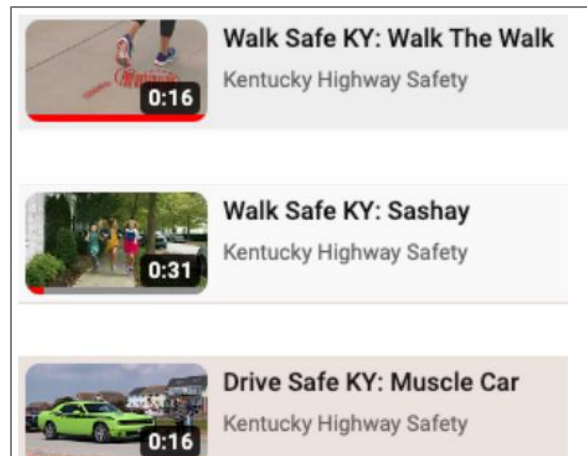 Walk Safe KY: Walk The Walk
Kentucky Highway Safety
0:16
Walk Safe KY: Sashay
Kentucky Highway Safety
0:31
Drive Safe KY: Muscle Car
Kentucky Highway Safety
0:16